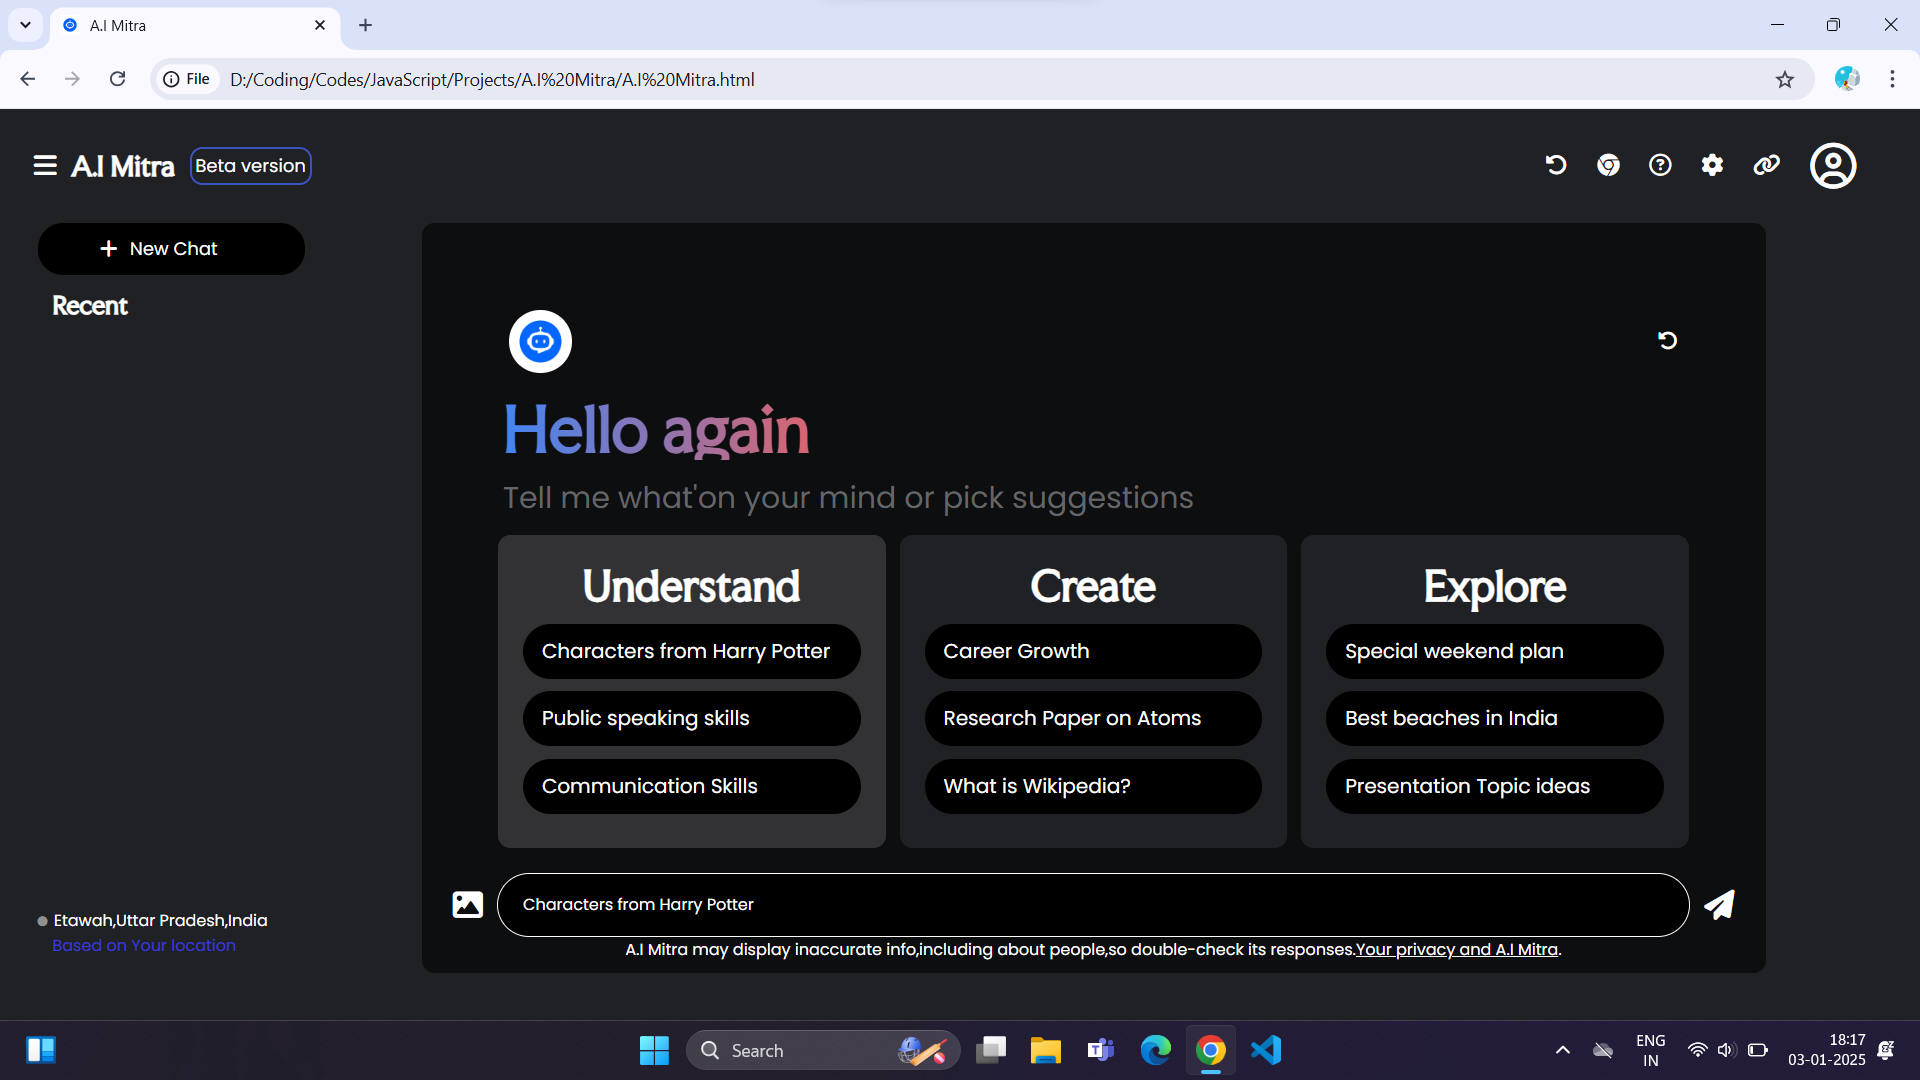 A.I Mitra
File
D:/Coding/Codes/JavaScript/Projects/A.I%20Mitra/A.I%20Mitra.html
A.I Mitra
Beta version
New Chat
Recent
Hello again
Tell me what'on your mind or pick suggestions
Understand
Characters from Harry Potter
Public speaking skills
Communication Skills
Create
Career Growth
Research Paper on Atoms
What is Wikipedia?
Explore
Special weekend plan
Best beaches in India
Presentation Topic ideas
Characters from Harry Potter
A.I Mitra may display inaccurate info,including about people,so double-check its responses.Your privacy and A.I Mitra.
Etawah,Uttar Pradesh,India
Based on Your location
Search
ENG
IN
18:17
03-01-2025